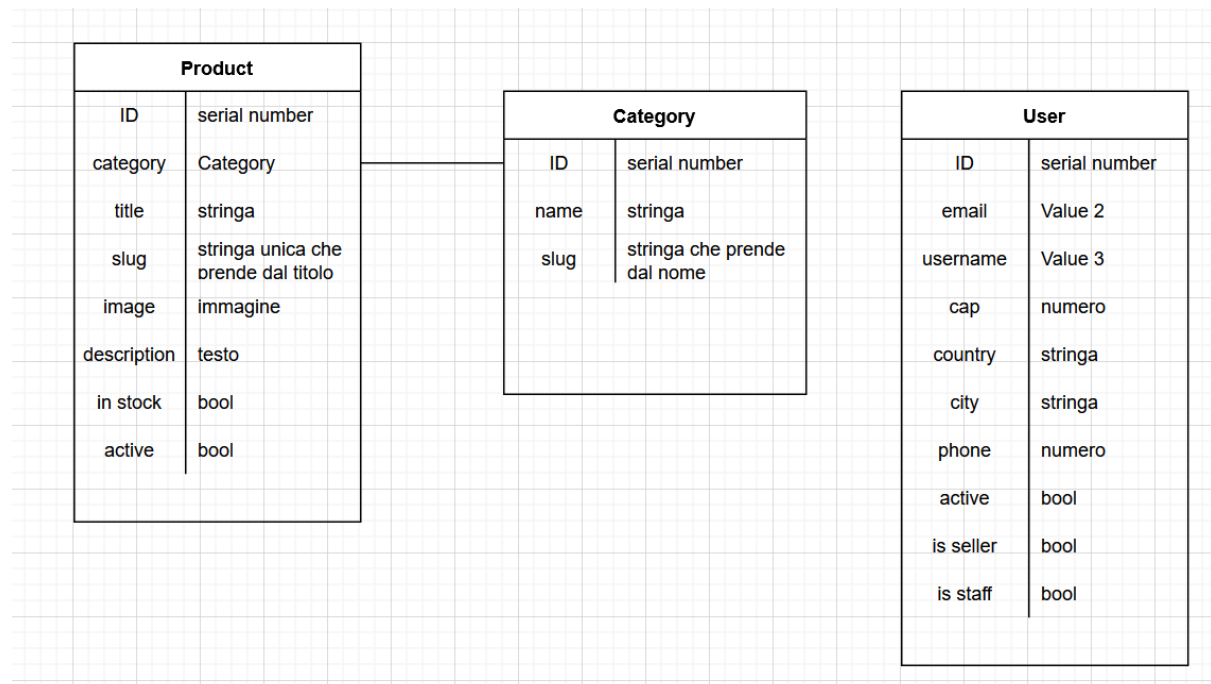 Product
ID serial number
category Category
title stringa
slug stringa unica che
prende dal titolo
image immagine
description testo
in stock bool
active bool
Category
ID serial number
name stringa
slug stringa che prende
dal nome
User
ID serial number
email Value 2
username Value 3
cap numero
country stringa
city stringa
phone numero
active bool
is seller bool
is staff bool